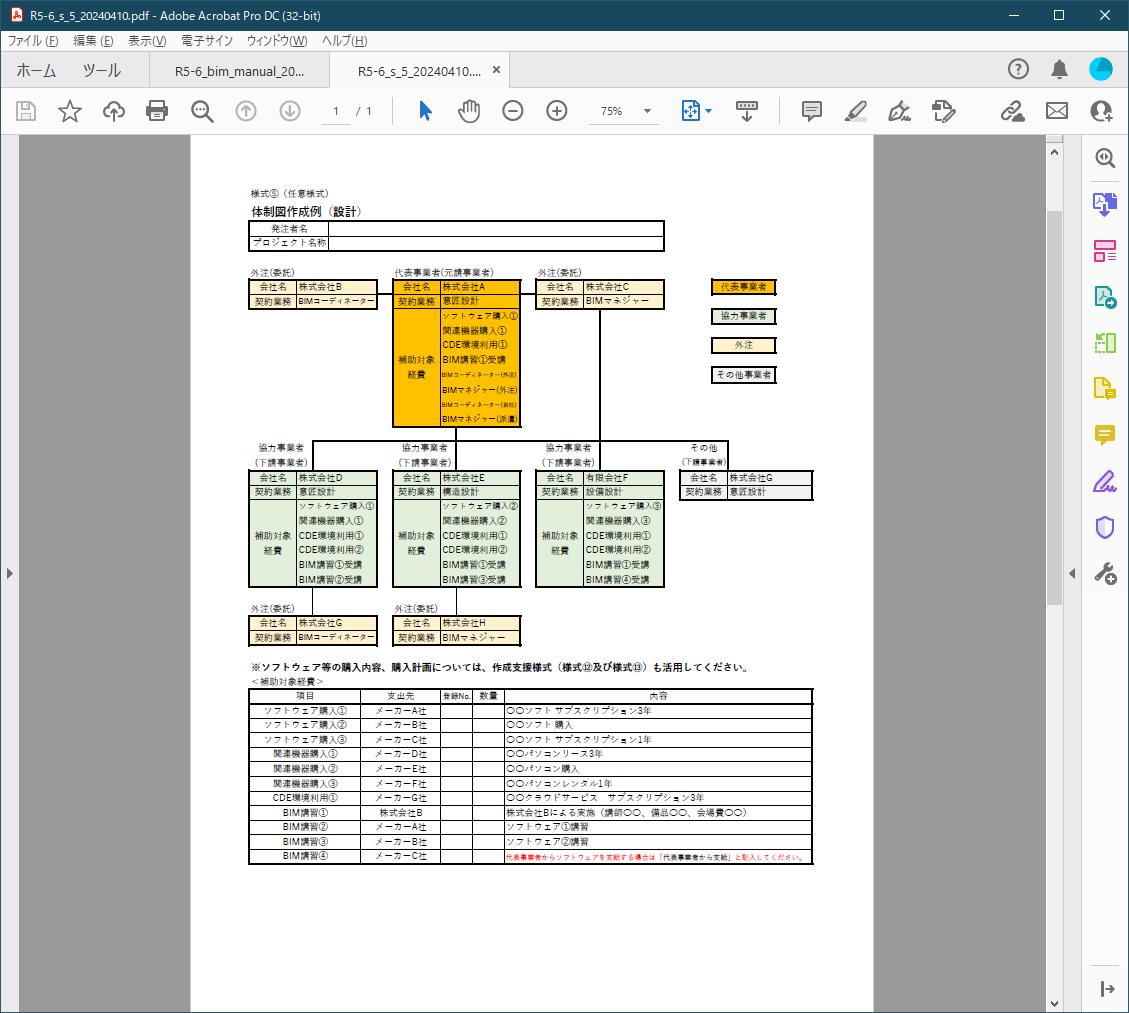 R5-6_s_5_20240410.pdf - Adobe Acrobat Pro DC (32-bit)
ファイル(F) 編集(E) 表示(V) 電子サイン ウィンドウ(W) ヘルプ(H)
ホーム ツール R5-6_bim_manual_20... R5-6_s_5_20240410.... ×
1 / 1 75%
様式⑤（任意様式）
体制図作成例（設計）
発注者名
プロジェクト名称
外注(委託) 代表事業者(元請事業者) 外注(委託)
会社名 株式会社B 会社名 株式会社A 会社名 株式会社C 代表事業者
契約業務 BIMコーディネーター 契約業務 意匠設計 契約業務 BIMマネジャー
補助対象経費
ソフトウェア購入①
協力事業者
関連機器購入①
CDE環境利用①
外注
BIM講習①受講
BIMコーディネーター(外注)
その他事業者
BIMマネジャー(外注)
BIMコーディネーター(自社)
BIMマネジャー(派遣)
協力事業者 協力事業者 協力事業者 その他
(下請事業者) (下請事業者) (下請事業者) (下請事業者)
会社名 株式会社D 会社名 株式会社E 会社名 有限会社F 会社名 株式会社G
契約業務 意匠設計 契約業務 構造設計 契約業務 設備設計 契約業務 意匠設計
補助対象経費 補助対象経費 補助対象経費
ソフトウェア購入① ソフトウェア購入② ソフトウェア購入③
関連機器購入① 関連機器購入② 関連機器購入③
CDE環境利用① CDE環境利用① CDE環境利用①
CDE環境利用② CDE環境利用② CDE環境利用②
BIM講習①受講 BIM講習①受講 BIM講習①受講
BIM講習②受講 BIM講習③受講 BIM講習④受講
外注(委託) 外注(委託)
会社名 株式会社G 会社名 株式会社H
契約業務 BIMコーディネーター 契約業務 BIMマネジャー
※ソフトウェア等の購入内容、購入計画については、作成支援様式（様式⑫及び様式⑬）も活用してください。
＜補助対象経費＞
項目 支出先 登録No. 数量 内容
ソフトウェア購入① メーカーA社 〇〇ソフト サブスクリプション3年
ソフトウェア購入② メーカーB社 〇〇ソフト 購入
ソフトウェア購入③ メーカーC社 〇〇ソフト サブスクリプション1年
関連機器購入① メーカーD社 〇〇パソコンリース3年
関連機器購入② メーカーE社 〇〇パソコン購入
関連機器購入③ メーカーF社 〇〇パソコンレンタル1年
CDE環境利用① メーカーG社 〇〇クラウドサービス サブスクリプション3年
BIM講習① 株式会社B 株式会社Bによる実施（講師〇〇、備品〇〇、会場費〇〇）
BIM講習② メーカーA社 ソフトウェア①講習
BIM講習③ メーカーB社 ソフトウェア②講習
BIM講習④ メーカーC社 代表事業者からソフトウェアを支給する場合は「代表事業者から支給」と記入してください。